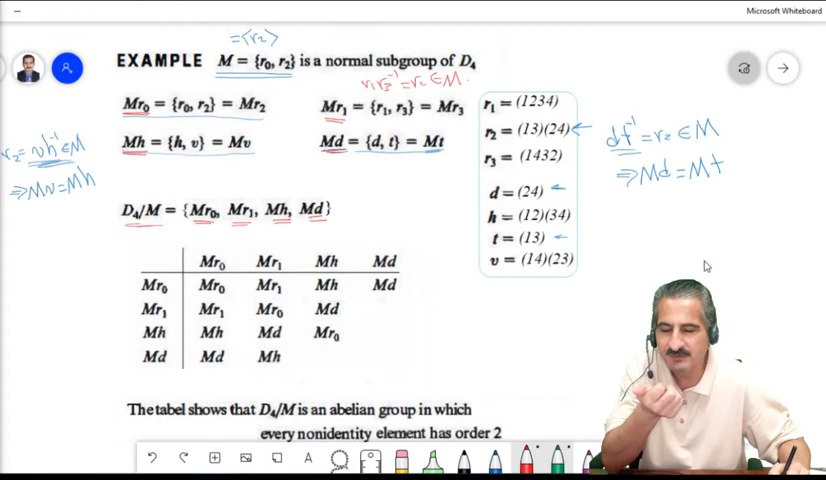 Microsoft Whiteboard
= ⟨r₂⟩
EXAMPLE M = {r₀, r₂} is a normal subgroup of D₄
r₁r₃⁻¹ = r₂ ∈ M.
Mr₀ = {r₀, r₂} = Mr₂ Mr₁ = {r₁, r₃} = Mr₃
Mh = {h, v} = Mv Md = {d, t} = Mt
r₂ = vh⁻¹ ∈ M
⇒ Mv = Mh
r₁ = (1234)
r₂ = (13)(24) ←
r₃ = (1432)
d = (24) ←
h = (12)(34)
t = (13) ←
v = (14)(23)
dt⁻¹ = r₂ ∈ M
⇒ Md = Mt
D₄/M = {Mr₀, Mr₁, Mh, Md}
Mr₀ Mr₁ Mh Md
Mr₀ Mr₀ Mr₁ Mh Md
Mr₁ Mr₁ Mr₀ Md
Mh Mh Md Mr₀
Md Md Mh
The tabel shows that D₄/M is an abelian group in which
every nonidentity element has order 2